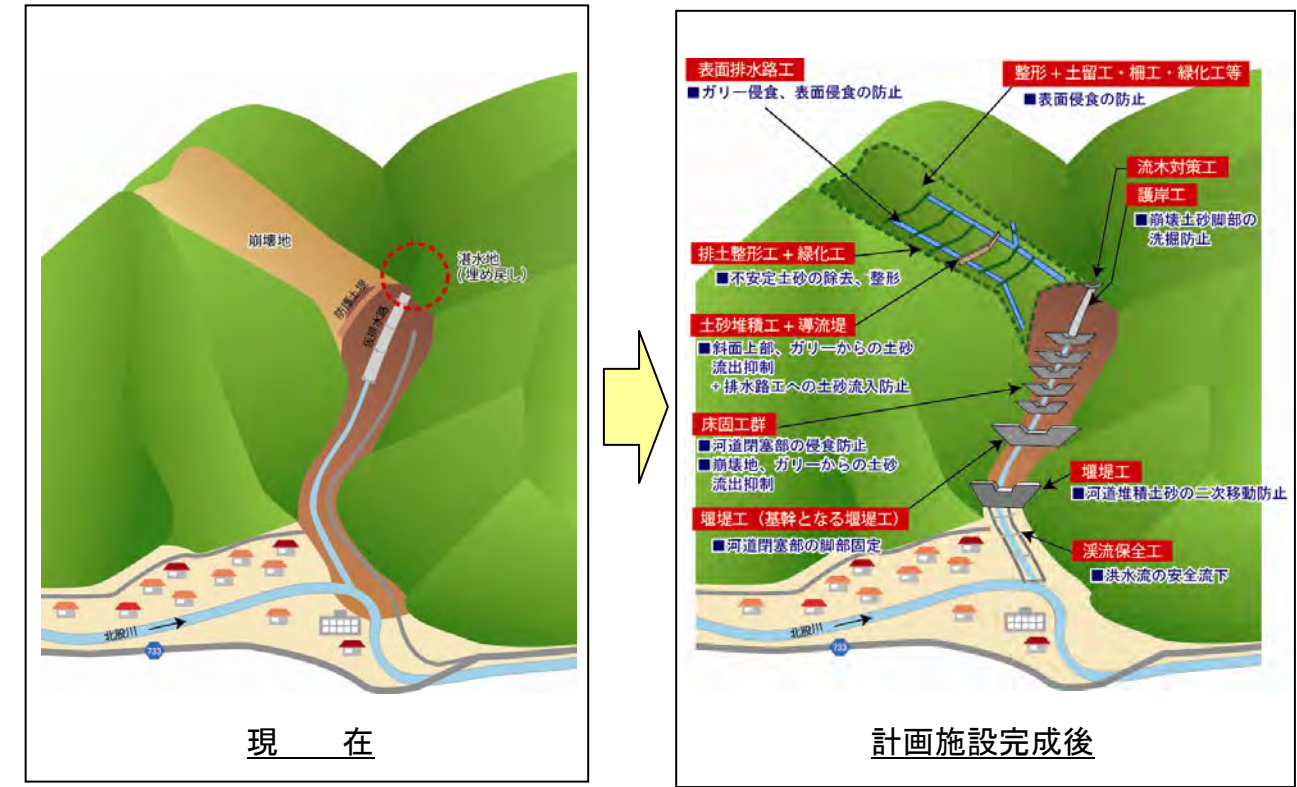 崩壊地
湛水地
(埋め戻し)
防護土堤
仮排水路
北股川
733
現 在
表面排水路工
■ガリー侵食、表面侵食の防止
整形＋土留工・柵工・緑化工等
■表面侵食の防止
流木対策工
護岸工
■崩壊土砂脚部の
洗掘防止
排土整形工＋緑化工
■不安定土砂の除去、整形
土砂堆積工＋導流堤
■斜面上部、ガリーからの土砂
流出抑制
＋排水路工への土砂流入防止
床固工群
■河道閉塞部の侵食防止
■崩壊地、ガリーからの土砂
流出抑制
堰堤工
■河道堆積土砂の二次移動防止
堰堤工（基幹となる堰堤工）
■河道閉塞部の脚部固定
渓流保全工
■洪水流の安全流下
北股川
733
計画施設完成後